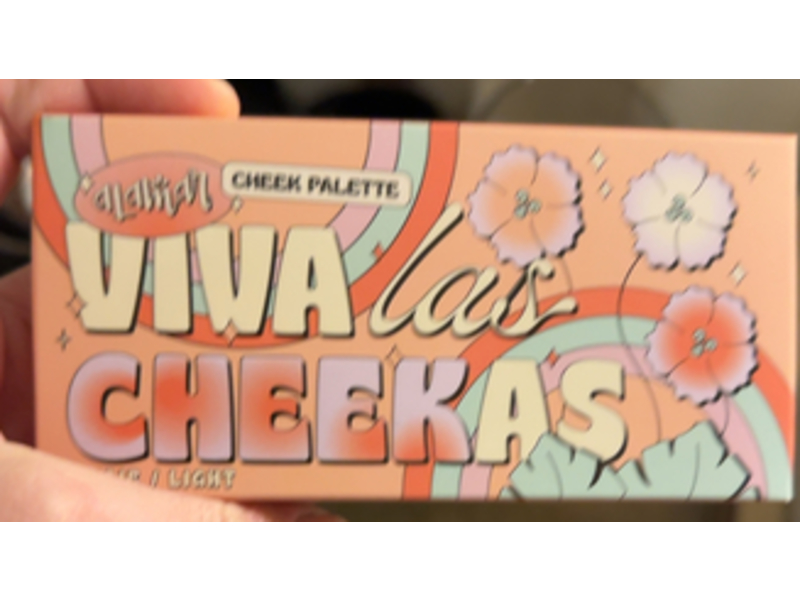 alamar
CHEEK PALETTE
VIVA las
CHEEKAS
/ LIGHT